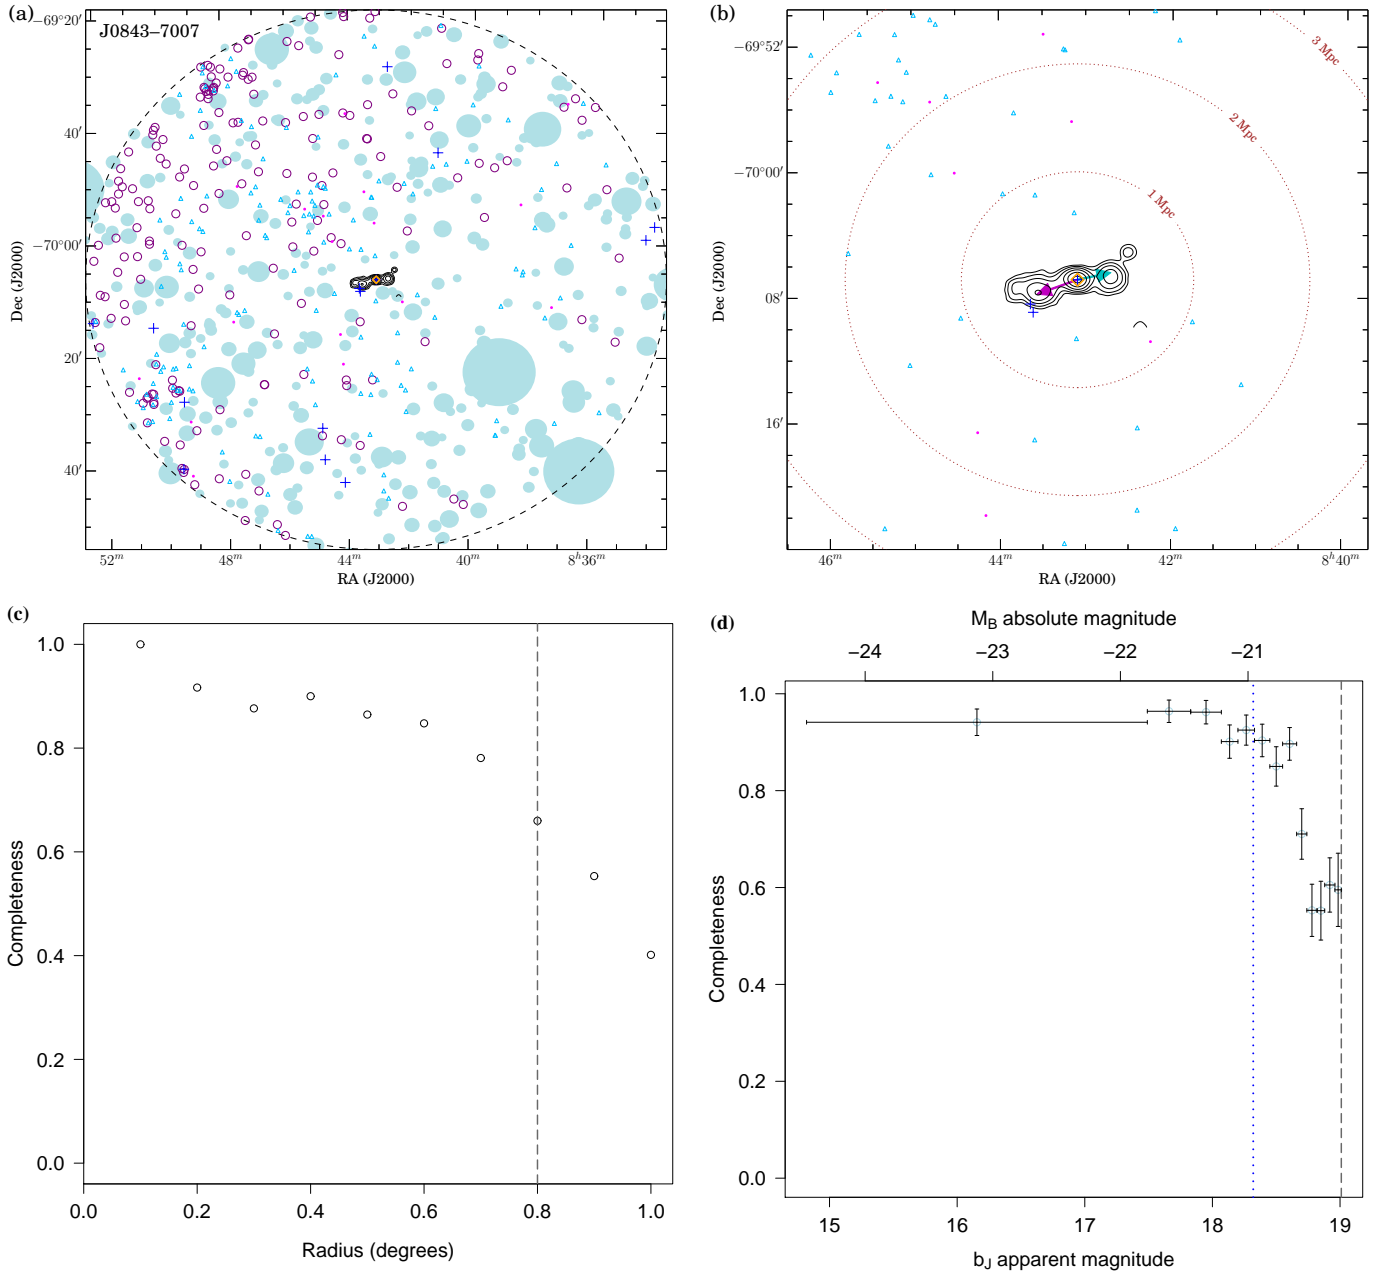 (a)
J0843−7007
−69°20′
40′
−70°00′
20′
40′
Dec (J2000)
52ᵐ
48ᵐ
44ᵐ
40ᵐ
8ʰ36ᵐ
RA (J2000)
(b)
3 Mpc
2 Mpc
1 Mpc
−69°52′
−70°00′
08′
16′
Dec (J2000)
46ᵐ
44ᵐ
42ᵐ
8ʰ40ᵐ
RA (J2000)
(c)
1.0
0.8
0.6
0.4
0.2
0.0
Completeness
0.0
0.2
0.4
0.6
0.8
1.0
Radius (degrees)
(d)
M_B absolute magnitude
−24
−23
−22
−21
1.0
0.8
0.6
0.4
0.2
0.0
Completeness
15
16
17
18
19
b_J apparent magnitude